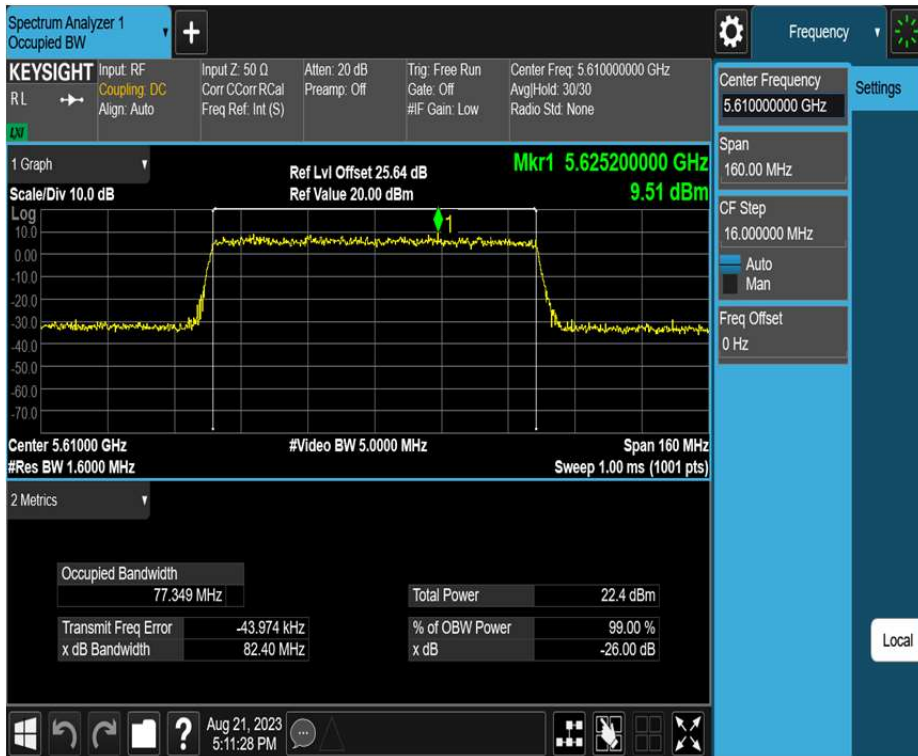 Spectrum Analyzer 1
Occupied BW
+
Frequency
KEYSIGHT
RL
LXI
Input: RF
Coupling: DC
Align: Auto
Input Z: 50 Ω
Corr CCorr RCal
Freq Ref: Int (S)
Atten: 20 dB
Preamp: Off
Trig: Free Run
Gate: Off
#IF Gain: Low
Center Freq: 5.610000000 GHz
Avg|Hold: 30/30
Radio Std: None
Center Frequency
5.610000000 GHz
Settings
Span
160.00 MHz
CF Step
16.000000 MHz
Auto
Man
Freq Offset
0 Hz
1 Graph
Ref Lvl Offset 25.64 dB
Mkr1 5.625200000 GHz
Scale/Div 10.0 dB
Ref Value 20.00 dBm
9.51 dBm
Log
1
10.0
0.00
-10.0
-20.0
-30.0
-40.0
-50.0
-60.0
-70.0
Center 5.61000 GHz
#Video BW 5.0000 MHz
Span 160 MHz
#Res BW 1.6000 MHz
Sweep 1.00 ms (1001 pts)
2 Metrics
Occupied Bandwidth
77.349 MHz
Total Power 22.4 dBm
Transmit Freq Error -43.974 kHz
% of OBW Power 99.00 %
x dB Bandwidth 82.40 MHz
x dB -26.00 dB
Local
?
Aug 21, 2023
5:11:28 PM